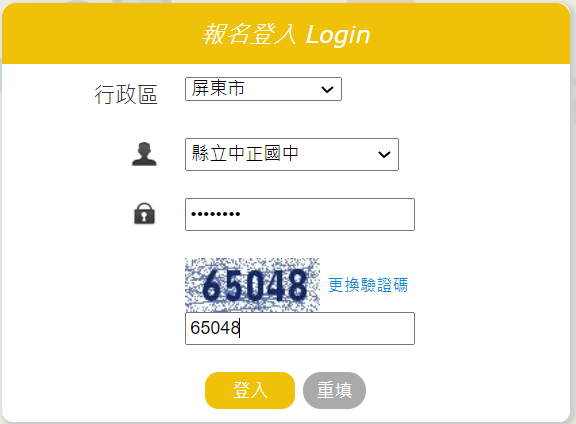 報名登入 Login
行政區 屏東市
縣立中正國中
••••••••
65048 更換驗證碼
65048
登入 重填